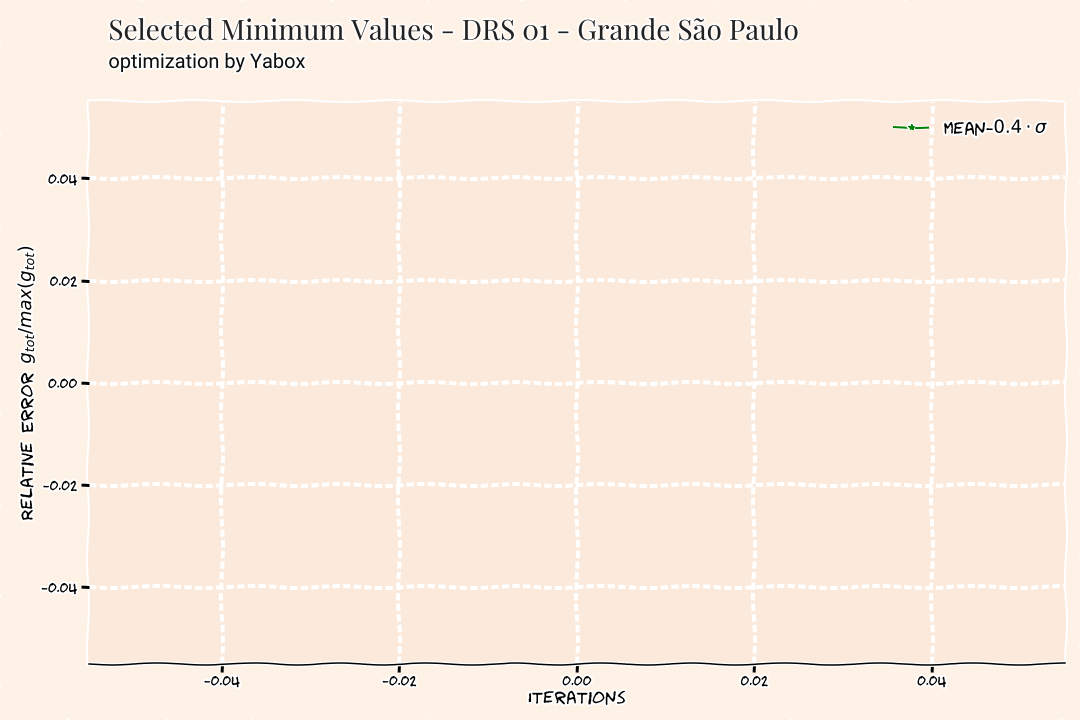 Selected Minimum Values - DRS 01 - Grande São Paulo
optimization by Yabox
MEAN-0.4 · σ
0.04
0.02
0.00
-0.02
-0.04
RELATIVE ERROR g_tot/max(g_tot)
-0.04 -0.02 0.00 0.02 0.04
ITERATIONS